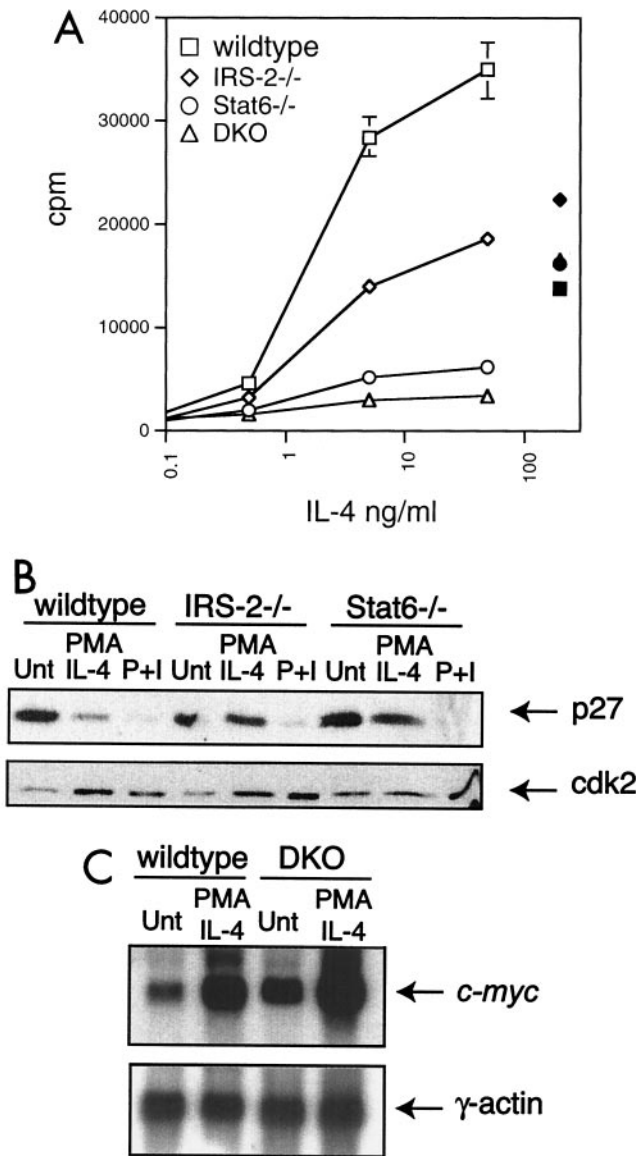 A
40000
30000
20000
10000
0
cpm
wildtype
IRS-2-/-
Stat6-/-
DKO
0.1
1
10
100
IL-4 ng/ml
B
wildtype IRS-2-/- Stat6-/-
PMA PMA PMA
Unt IL-4 P+I Unt IL-4 P+I Unt IL-4 P+I
p27
cdk2
C
wildtype DKO
PMA PMA
Unt IL-4 Unt IL-4
c-myc
γ-actin